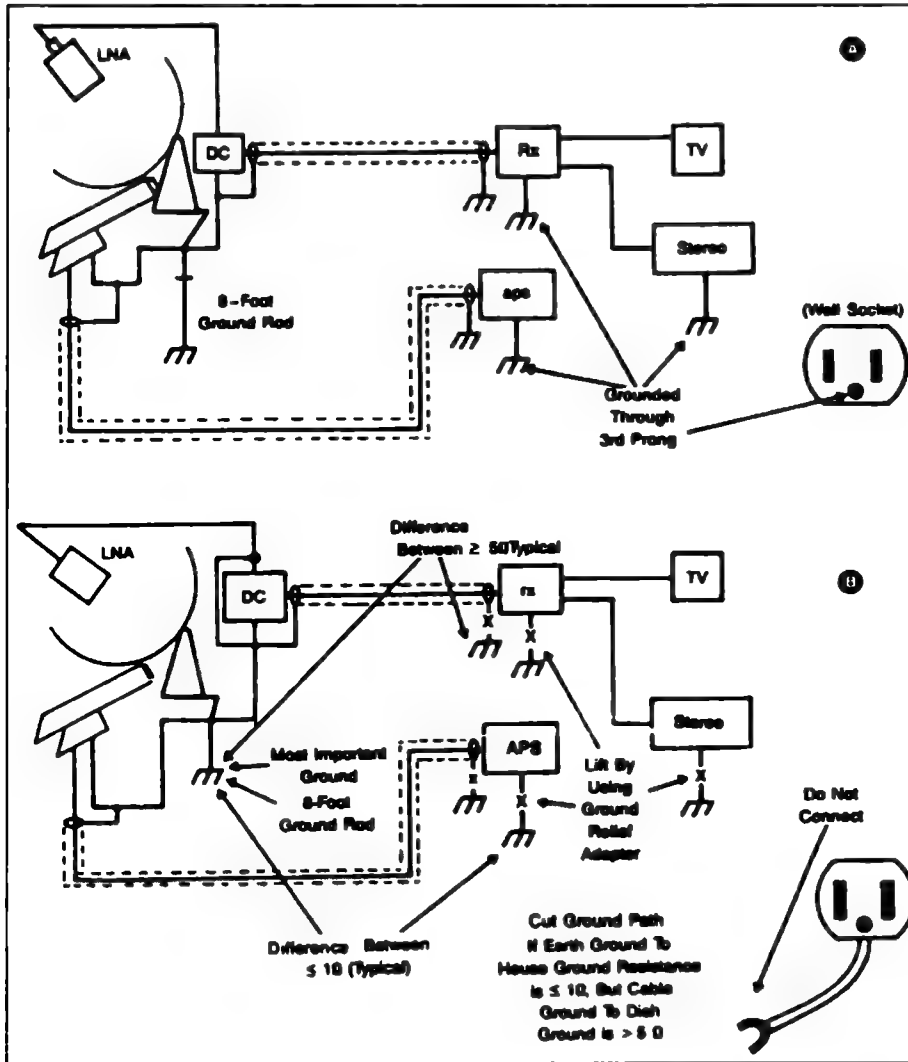 LNA
A
DC
Rx
TV
Stereo
aps
8-Foot
Ground Rod
(Wall Socket)
Grounded
Through
3rd Prong
Difference
Between ≥ 5Ω Typical
LNA
B
DC
rx
TV
Most Important
Ground
8-Foot
Ground Rod
APS
Stereo
Lift By
Using
Ground
Relief
Adapter
Do Not
Connect
Difference Between
≤ 10 (Typical)
Cut Ground Path
If Earth Ground To
House Ground Resistance
is ≤ 10, But Cable
Ground To Dish
Ground is > 5 Ω